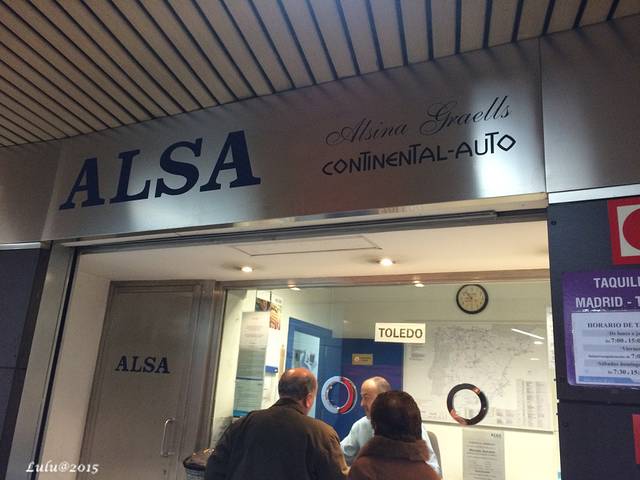 ALSA
Alsina Graells
CONTINENTAL-AUTO
TAQUIL
MADRID - T
HORARIO DE T
TOLEDO
ALSA
Lulu@2015